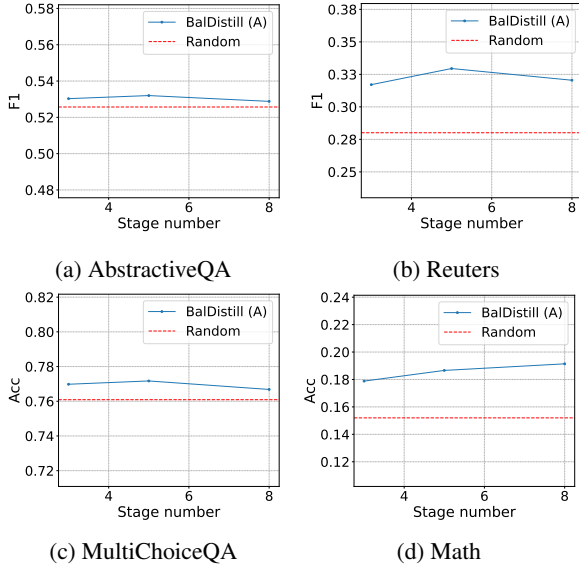 0.58
0.56
0.54
0.53
0.52
0.50
0.48
F1
BalDistill (A)
Random
4
6
8
Stage number
(a) AbstractiveQA
0.38
0.35
0.33
0.30
0.28
0.25
F1
BalDistill (A)
Random
4
6
8
Stage number
(b) Reuters
0.82
0.80
0.78
0.76
0.74
0.72
Acc
BalDistill (A)
Random
4
6
8
Stage number
(c) MultiChoiceQA
0.24
0.22
0.20
0.18
0.16
0.14
0.12
Acc
BalDistill (A)
Random
4
6
8
Stage number
(d) Math